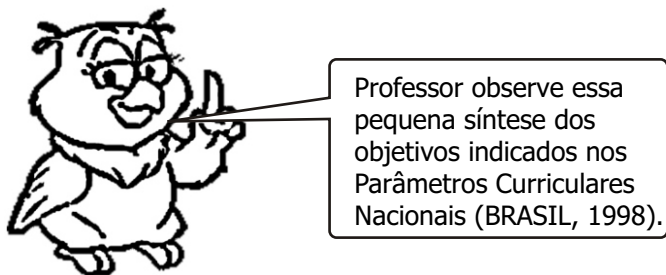 Professor observe essa
pequena síntese dos
objetivos indicados nos
Parâmetros Curriculares
Nacionais (BRASIL, 1998).